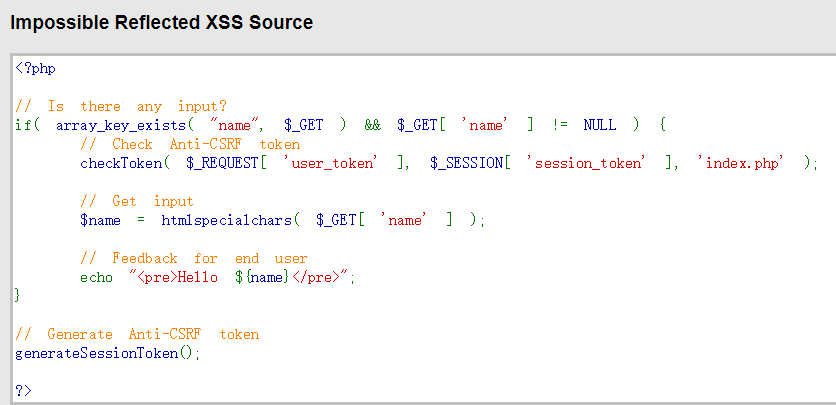 Impossible Reflected XSS Source
<?php
// Is there any input?
if( array_key_exists( "name", $_GET ) && $_GET[ 'name' ] != NULL ) {
// Check Anti-CSRF token
checkToken( $_REQUEST[ 'user_token' ], $_SESSION[ 'session_token' ], 'index.php' );
// Get input
$name = htmlspecialchars( $_GET[ 'name' ] );
// Feedback for end user
echo "<pre>Hello ${name}</pre>";
}
// Generate Anti-CSRF token
generateSessionToken();
?>